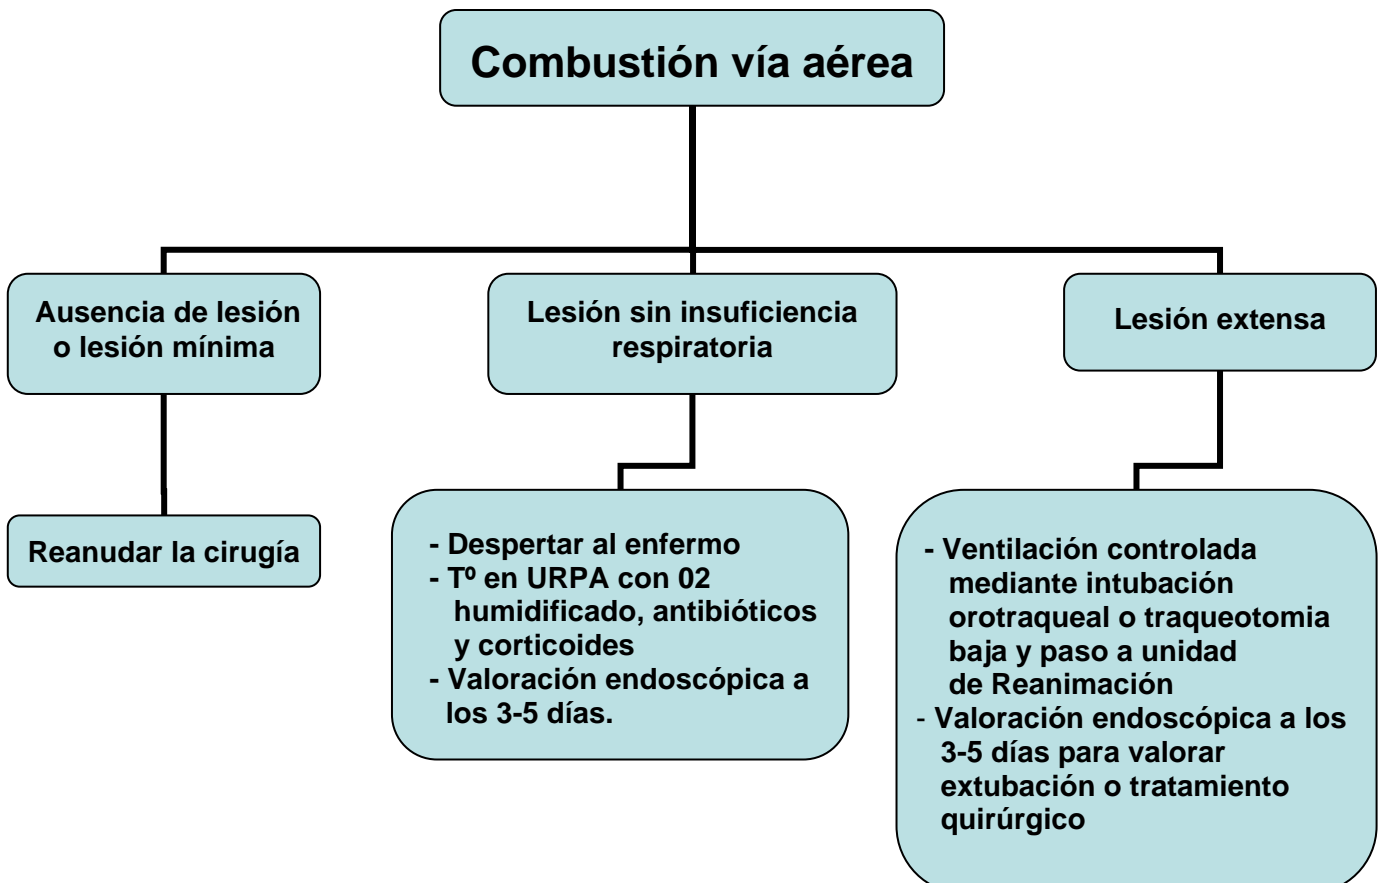 Combustión vía aérea
Ausencia de lesión
o lesión mínima
Lesión sin insuficiencia
respiratoria
Lesión extensa
Reanudar la cirugía
- Despertar al enfermo
- Tº en URPA con 02
humidificado, antibióticos
y corticoides
- Valoración endoscópica a
los 3-5 días.
- Ventilación controlada
mediante intubación
orotraqueal o traqueotomia
baja y paso a unidad
de Reanimación
- Valoración endoscópica a los
3-5 días para valorar
extubación o tratamiento
quirúrgico